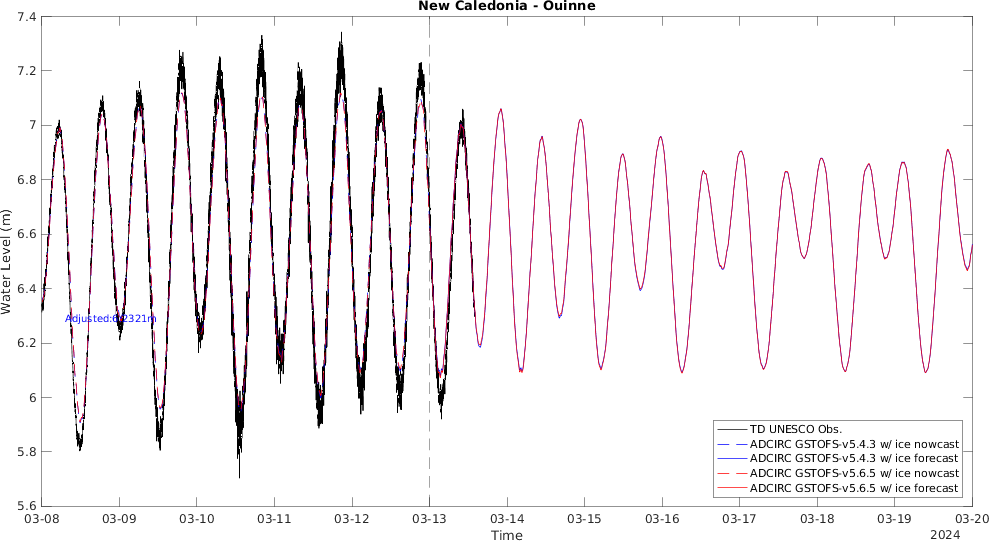 New Caledonia - Ouinne
7.4
7.2
7
6.8
6.6
6.4
6.2
6
5.8
5.6
Water Level (m)
Adjusted:6.2321m
TD UNESCO Obs.
ADCIRC GSTOFS-v5.4.3 w/ ice nowcast
ADCIRC GSTOFS-v5.4.3 w/ ice forecast
ADCIRC GSTOFS-v5.6.5 w/ ice nowcast
ADCIRC GSTOFS-v5.6.5 w/ ice forecast
03-08 03-09 03-10 03-11 03-12 03-13 03-14 03-15 03-16 03-17 03-18 03-19 03-20
Time
2024